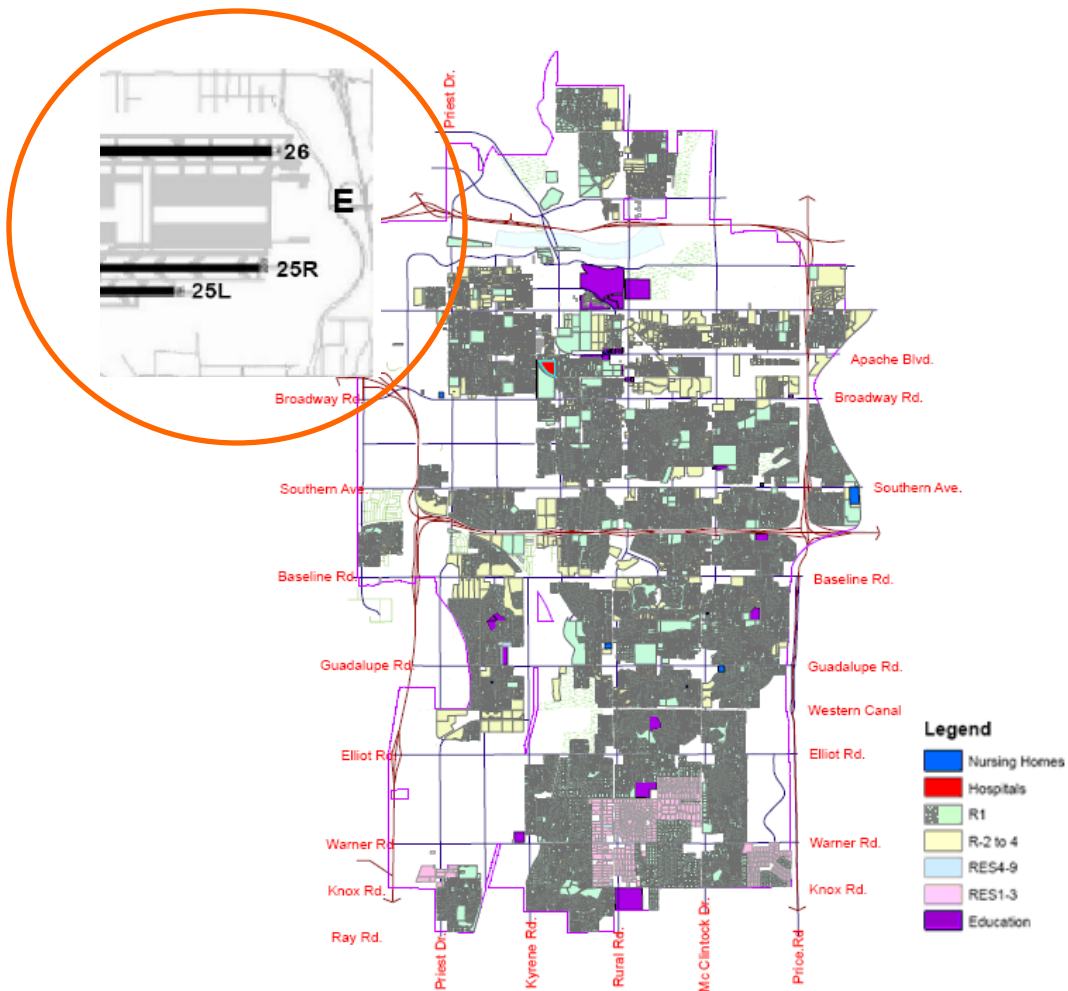 Priest Dr.
26
E
25R
25L
Apache Blvd.
Broadway Rd.
Broadway Rd.
Southern Ave.
Southern Ave.
Baseline Rd.
Baseline Rd.
Guadalupe Rd.
Guadalupe Rd.
Western Canal
Elliot Rd
Elliot Rd.
Warner Rd
Warner Rd.
Knox Rd.
Knox Rd.
Ray Rd.
Priest Dr.
Kyrene Rd.
Rural Rd.
Mc Clintock Dr.
Price.Rd
Legend
Nursing Homes
Hospitals
R1
R-2 to 4
RES4-9
RES1-3
Education